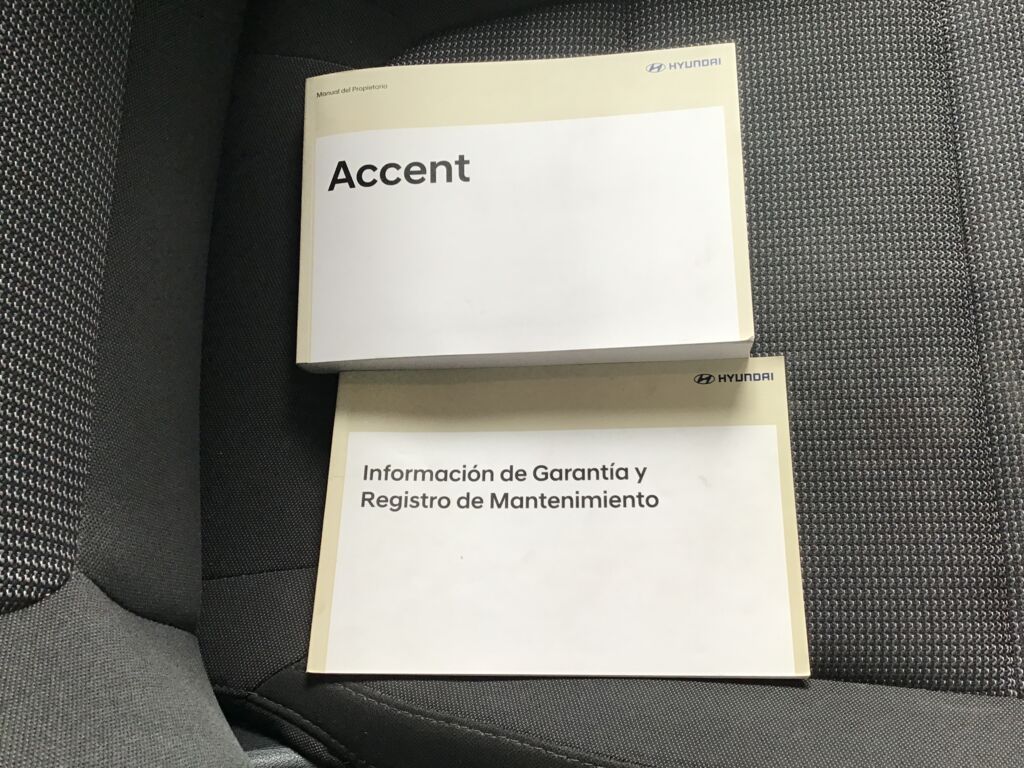 Manual del Propietario
HYUNDAI
Accent
HYUNDAI
Información de Garantía y
Registro de Mantenimiento